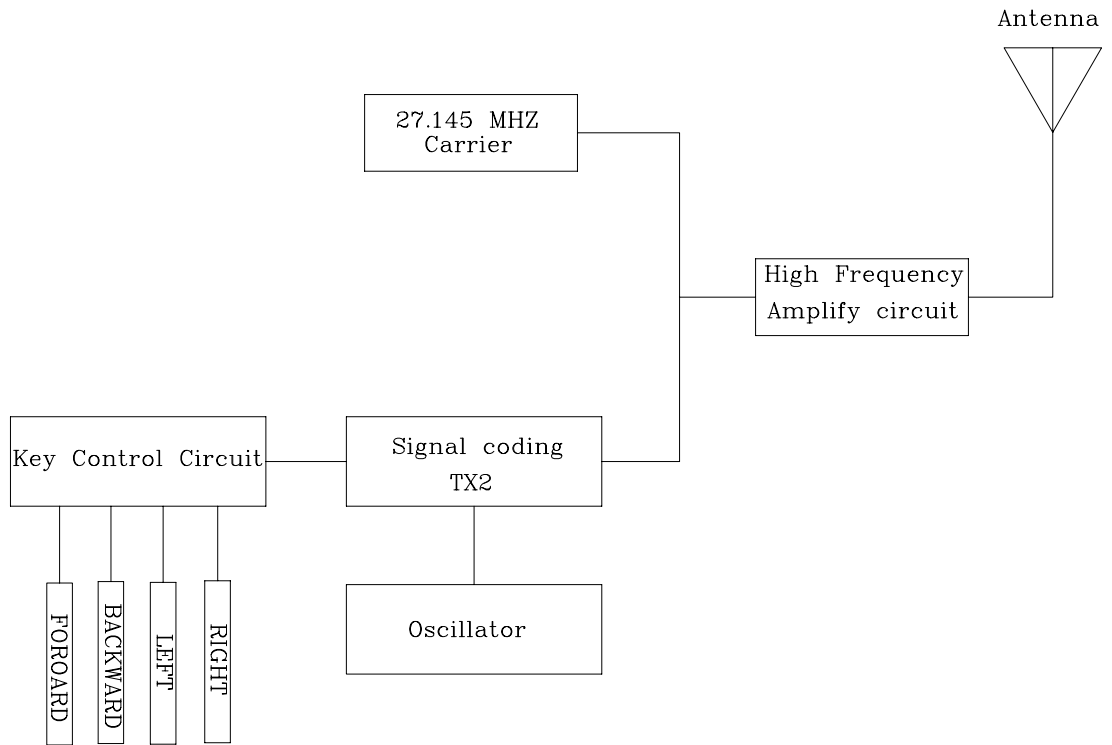 Antenna
27.145 MHZ
Carrier
High Frequency
Amplify circuit
Key Control Circuit
Signal coding
TX2
Oscillator
FOROARD
BACKWARD
LEFT
RIGHT